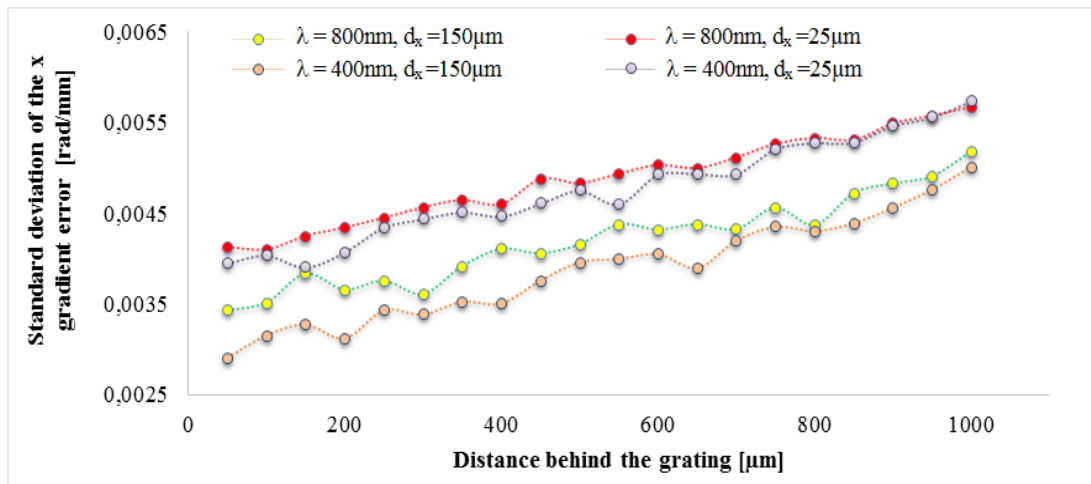 0,0065
λ = 800nm, dx =150µm
λ = 800nm, dx =25µm
λ = 400nm, dx =150µm
λ = 400nm, dx =25µm
0,0055
0,0045
0,0035
0,0025
Standard deviation of the x
gradient error [rad/mm]
0 200 400 600 800 1000
Distance behind the grating [µm]